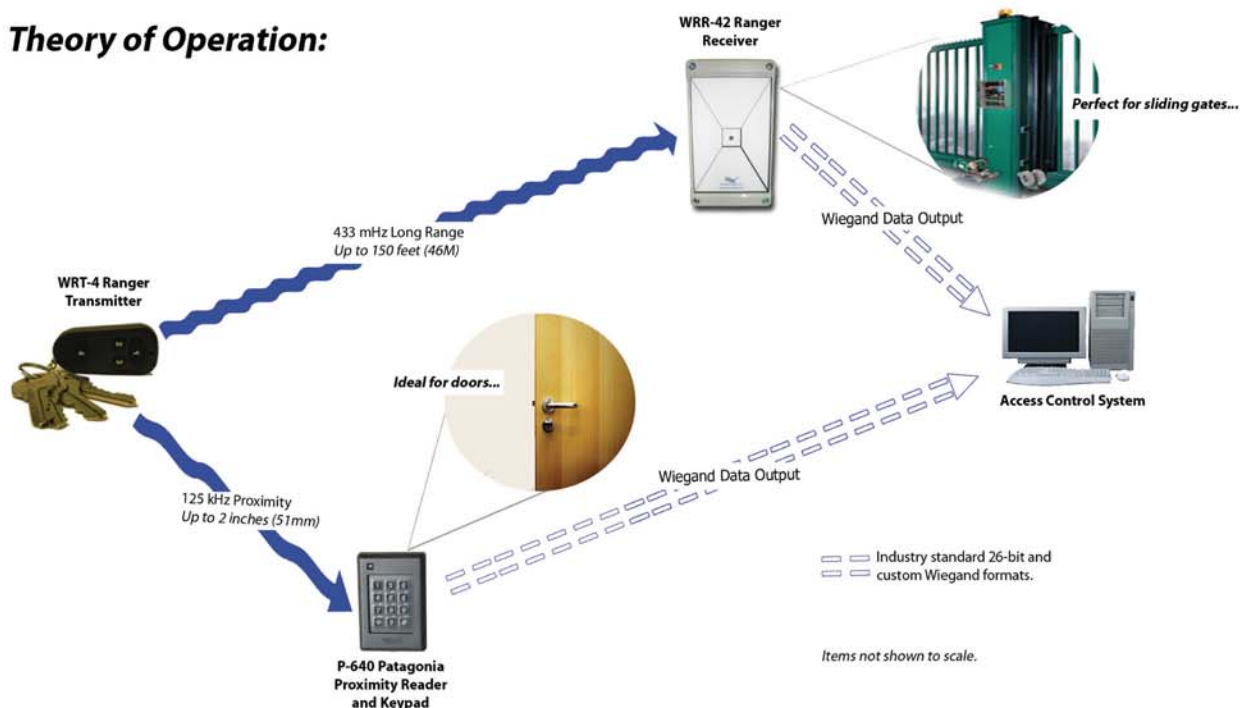 Theory of Operation:
WRR-42 Ranger
Receiver
Perfect for sliding gates...
Wiegand Data Output
433 mHz Long Range
Up to 150 feet (46M)
WRT-4 Ranger
Transmitter
Ideal for doors...
Access Control System
Wiegand Data Output
125 kHz Proximity
Up to 2 inches (51mm)
Industry standard 26-bit and
custom Wiegand formats.
Items not shown to scale.
P-640 Patagonia
Proximity Reader
and Keypad